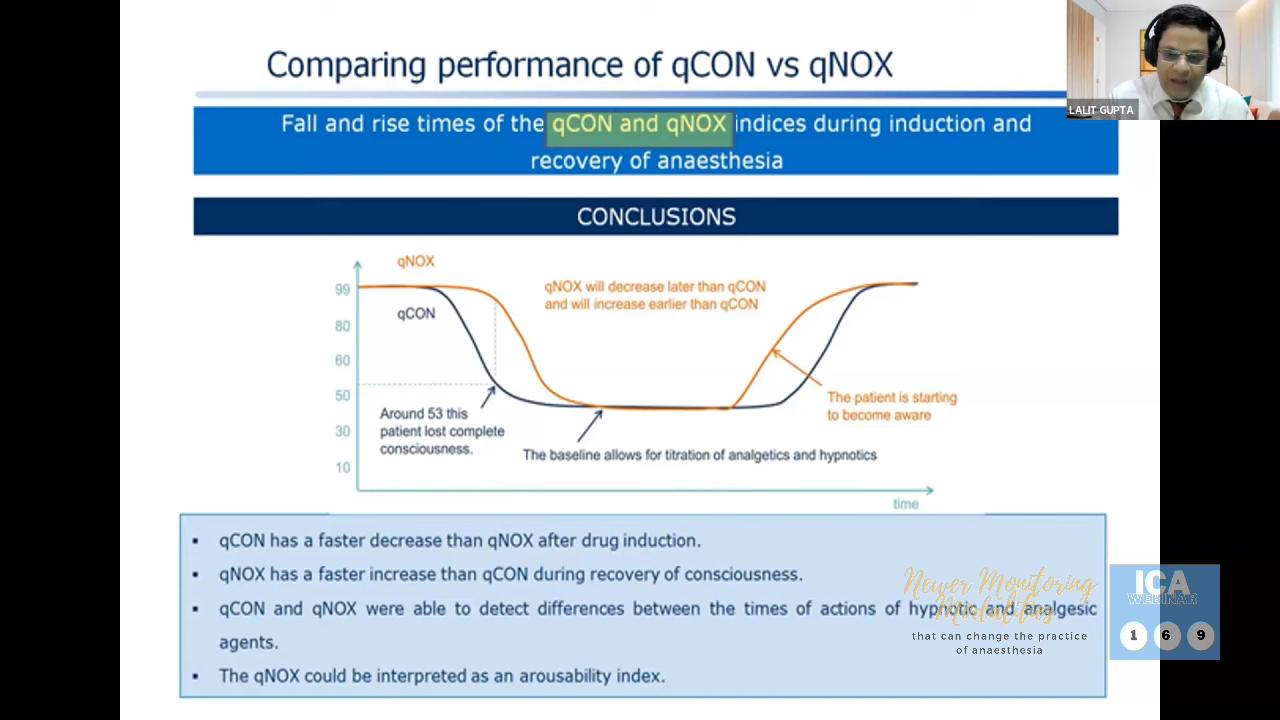 Comparing performance of qCON vs qNOX
LALIT GUPTA
Fall and rise times of the qCON and qNOX indices during induction and
recovery of anaesthesia
CONCLUSIONS
qNOX
qNOX will decrease later than qCON
and will increase earlier than qCON
99
qCON
80
60
50
30
10
The patient is starting
to become aware
Around 53 this
patient lost complete
consciousness.
The baseline allows for titration of analgetics and hypnotics
time
▪ qCON has a faster decrease than qNOX after drug induction.
▪ qNOX has a faster increase than qCON during recovery of consciousness.
▪ qCON and qNOX were able to detect differences between the times of actions of hypnotic and analgesic
agents.
▪ The qNOX could be interpreted as an arousability index.
Newer Monitoring
Modalities
that can change the practice
of anaesthesia
ICA
WEBINAR
1 6 9